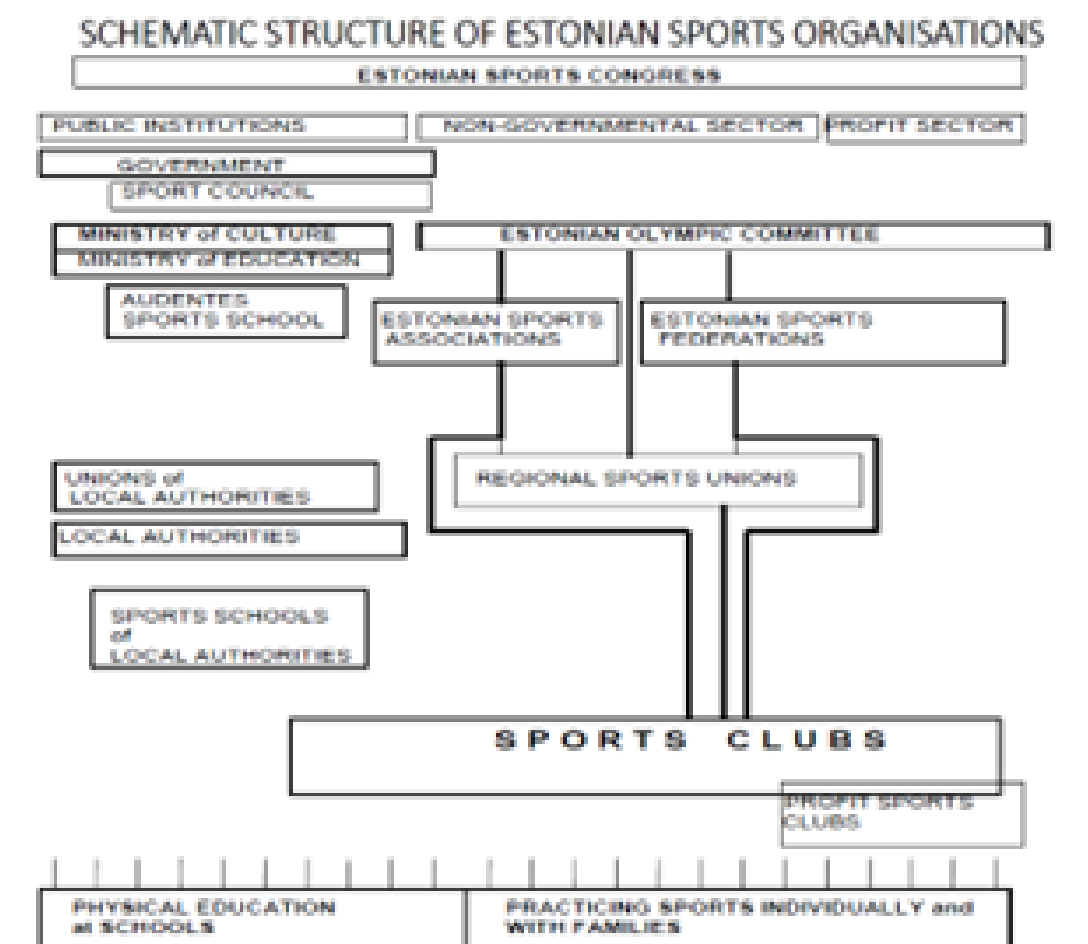 SCHEMATIC STRUCTURE OF ESTONIAN SPORTS ORGANISATIONS
ESTONIAN SPORTS CONGRESS
PUBLIC INSTITUTIONS
NON-GOVERNMENTAL SECTOR
PROFIT SECTOR
GOVERNMENT
SPORT COUNCIL
MINISTRY of CULTURE
ESTONIAN OLYMPIC COMMITTEE
MINISTRY of EDUCATION
AUDENTES
SPORTS SCHOOL
ESTONIAN SPORTS
ASSOCIATIONS
ESTONIAN SPORTS
FEDERATIONS
UNIONS of
LOCAL AUTHORITIES
REGIONAL SPORTS UNIONS
LOCAL AUTHORITIES
SPORTS SCHOOLS
of
LOCAL AUTHORITIES
SPORTS CLUBS
PROFIT SPORTS
CLUBS
PHYSICAL EDUCATION
at SCHOOLS
PRACTICING SPORTS INDIVIDUALLY and
WITH FAMILIES